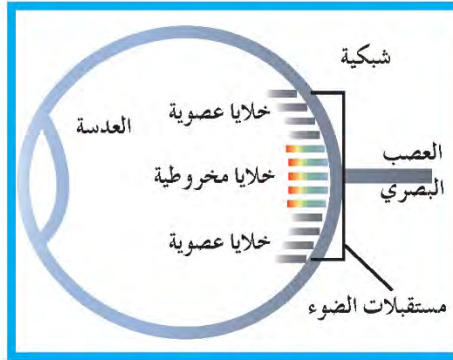 شبكية
خلايا عصوية
العدسة
العصب
البصري
خلايا مخروطية
خلايا عصوية
مستقبلات الضوء